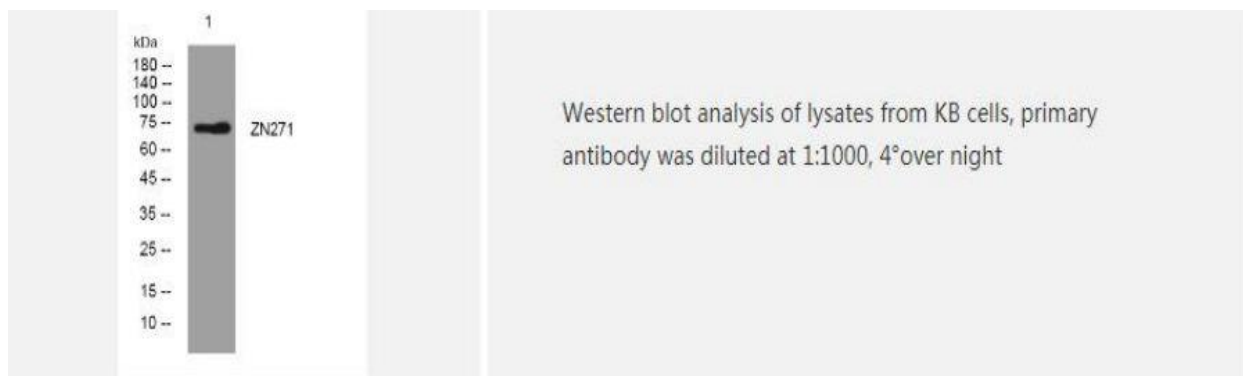 1
kDa
180 --
140 --
100 --
75 --
ZN271
60 --
45 --
35 --
25 --
15 --
10 --
Western blot analysis of lysates from KB cells, primary
antibody was diluted at 1:1000, 4°over night